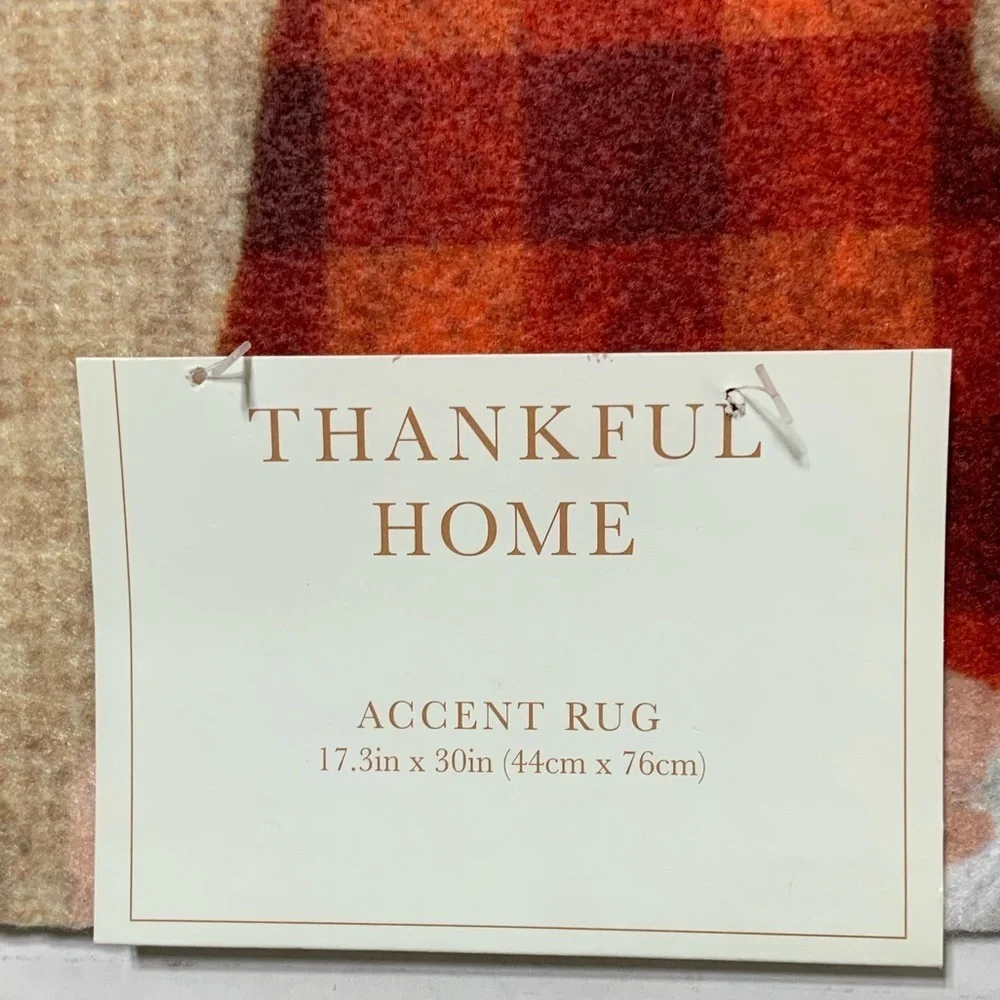 THANKFUL
HOME
ACCENT RUG
17.3in x 30in (44cm x 76cm)